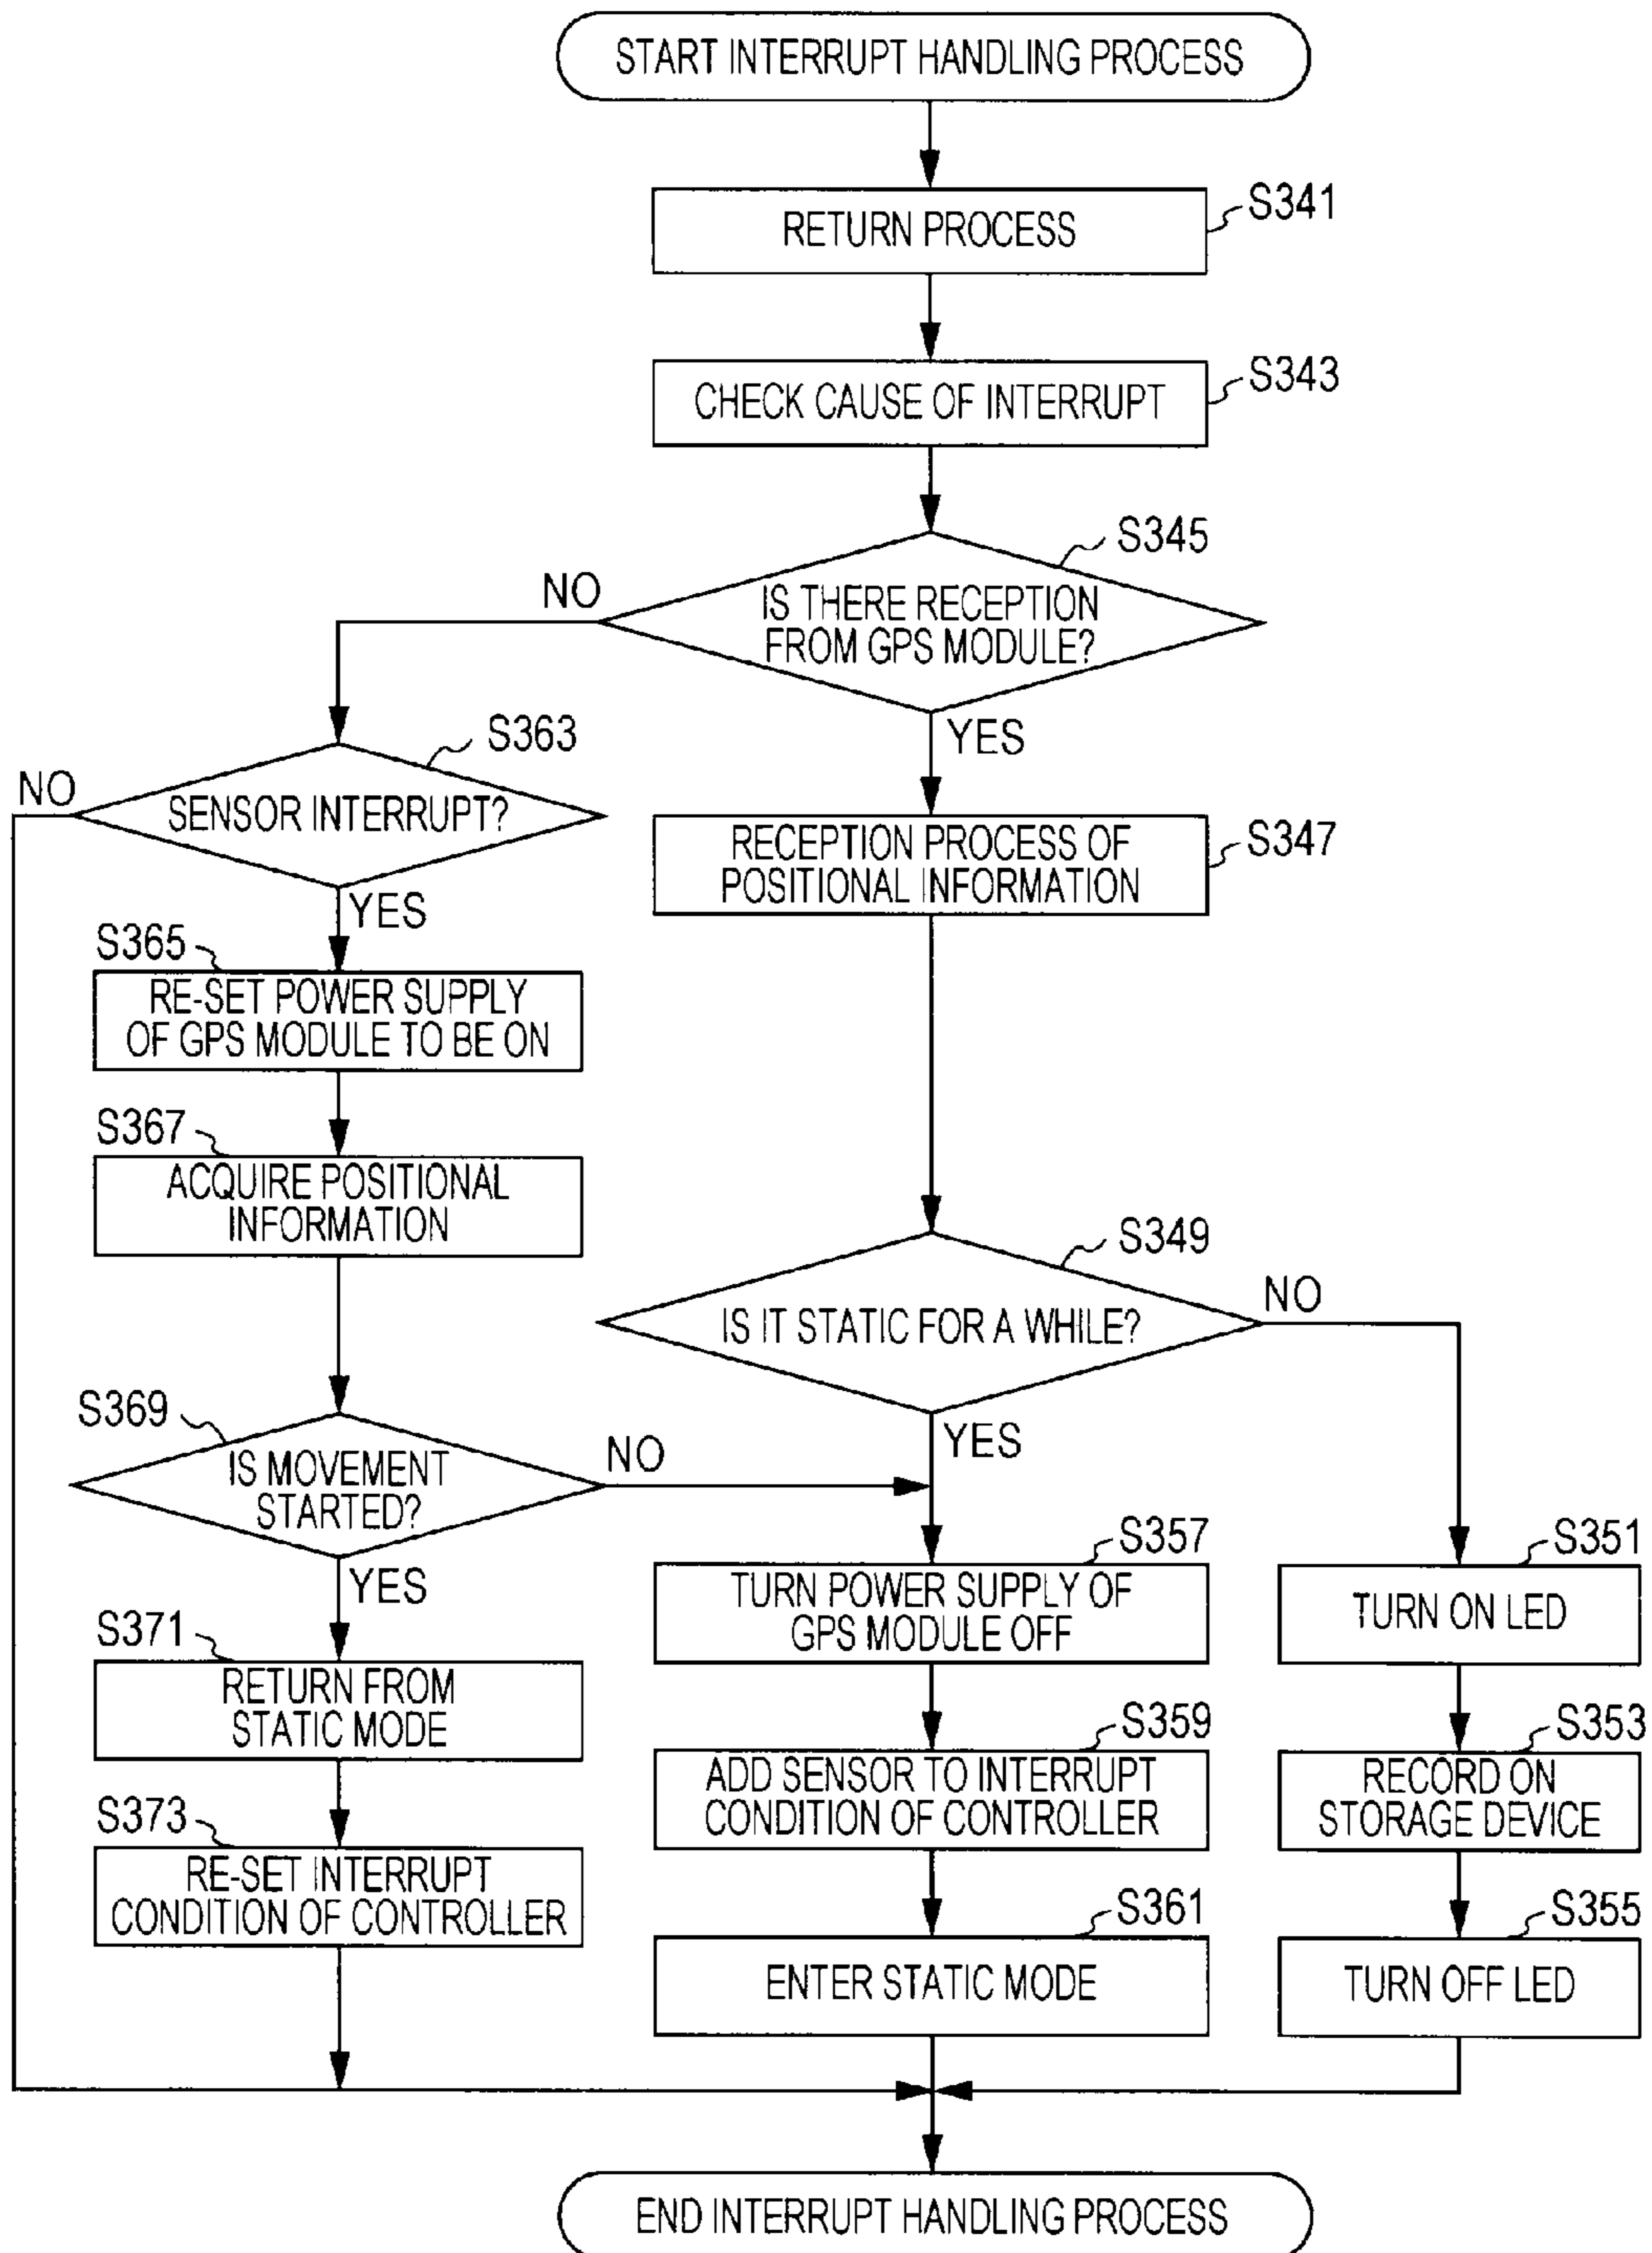 START INTERRUPT HANDLING PROCESS
S341
RETURN PROCESS
S343
CHECK CAUSE OF INTERRUPT
S345
NO
IS THERE RECEPTION
FROM GPS MODULE?
YES
S363
NO
SENSOR INTERRUPT?
YES
S347
RECEPTION PROCESS OF
POSITIONAL INFORMATION
S365
RE-SET POWER SUPPLY
OF GPS MODULE TO BE ON
S367
ACQUIRE POSITIONAL
INFORMATION
S349
NO
IS IT STATIC FOR A WHILE?
YES
S369
NO
IS MOVEMENT
STARTED?
YES
S357
TURN POWER SUPPLY OF
GPS MODULE OFF
S351
TURN ON LED
S371
RETURN FROM
STATIC MODE
S359
ADD SENSOR TO INTERRUPT
CONDITION OF CONTROLLER
S353
RECORD ON
STORAGE DEVICE
S373
RE-SET INTERRUPT
CONDITION OF CONTROLLER
S361
ENTER STATIC MODE
S355
TURN OFF LED
END INTERRUPT HANDLING PROCESS